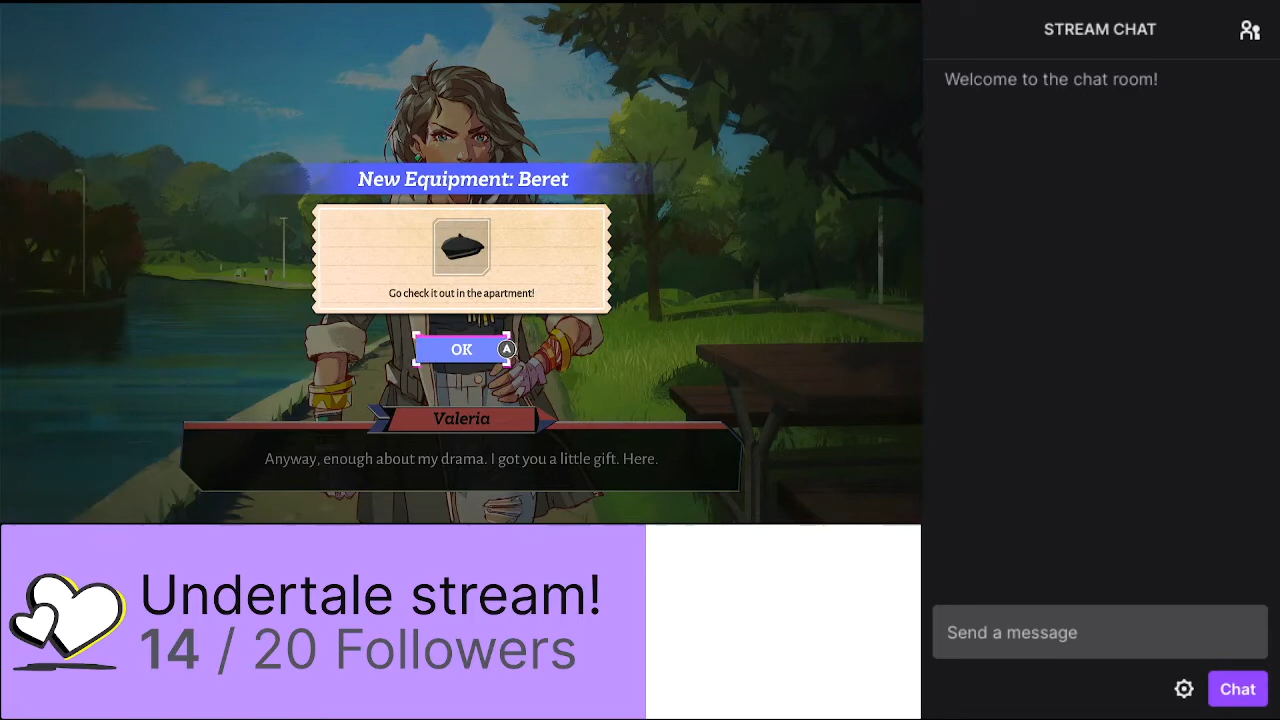 New Equipment: Beret
Go check it out in the apartment!
OK A
Valeria
Anyway, enough about my drama. I got you a little gift. Here.
Undertale stream!
14 / 20 Followers
STREAM CHAT
Welcome to the chat room!
Send a message
Chat